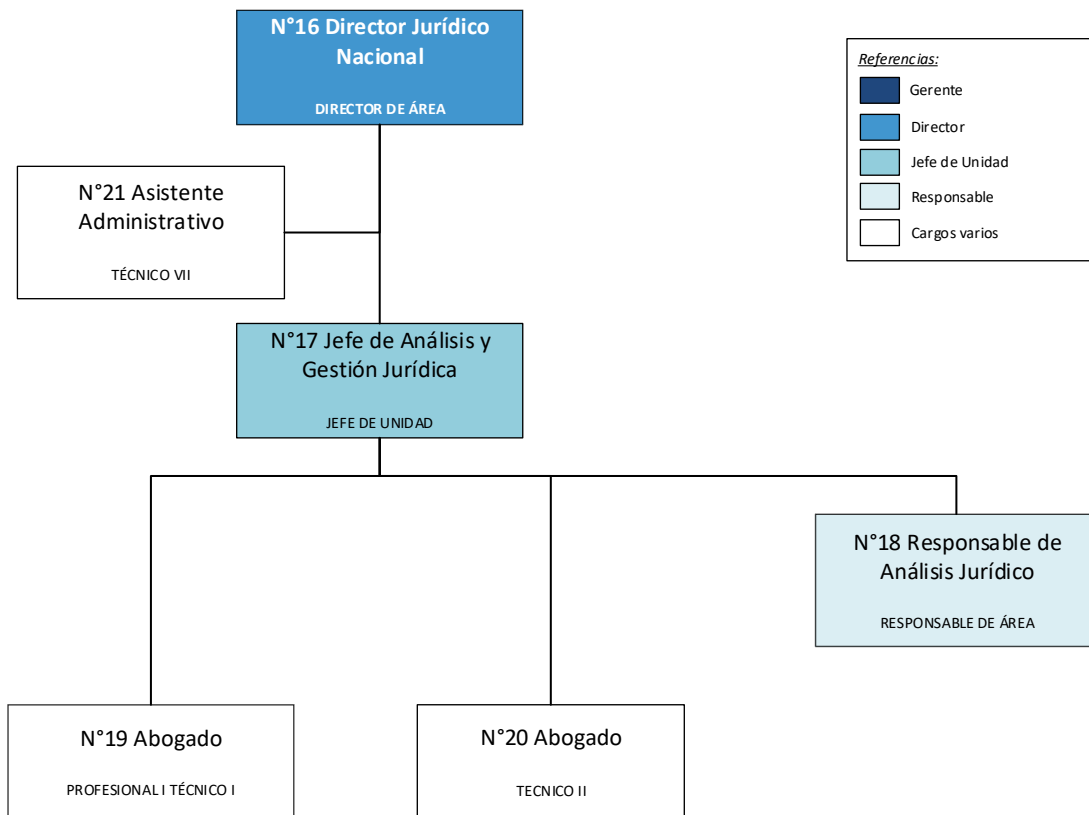 N°16 Director Jurídico
Nacional
DIRECTOR DE ÁREA
Referencias:
Gerente
Director
Jefe de Unidad
Responsable
Cargos varios
N°21 Asistente
Administrativo
TÉCNICO VII
N°17 Jefe de Análisis y
Gestión Jurídica
JEFE DE UNIDAD
N°18 Responsable de
Análisis Jurídico
RESPONSABLE DE ÁREA
N°19 Abogado
PROFESIONAL I TÉCNICO I
N°20 Abogado
TECNICO II